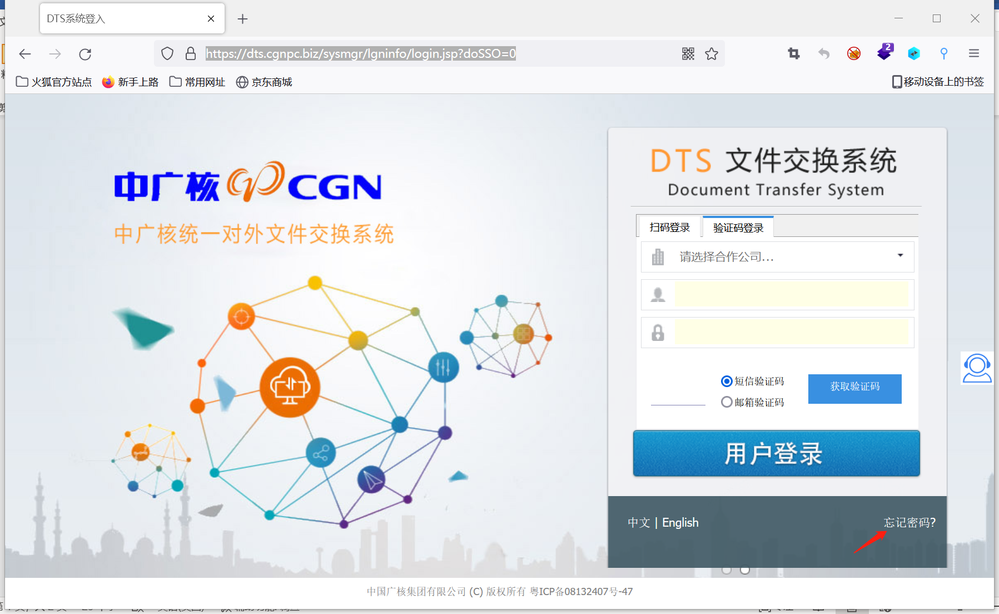 DTS系统登入
https://dts.cgnpc.biz/sysmgr/lgninfo/login.jsp?doSSO=0
2
火狐官方站点 新手上路 常用网址 京东商城 移动设备上的书签
中广核 CGN
中广核统一对外文件交换系统
DTS 文件交换系统
Document Transfer System
扫码登录 验证码登录
请选择合作公司...
短信验证码
邮箱验证码
获取验证码
用户登录
中文 | English
忘记密码?
中国广核集团有限公司 (C) 版权所有 粤ICP备08132407号-47